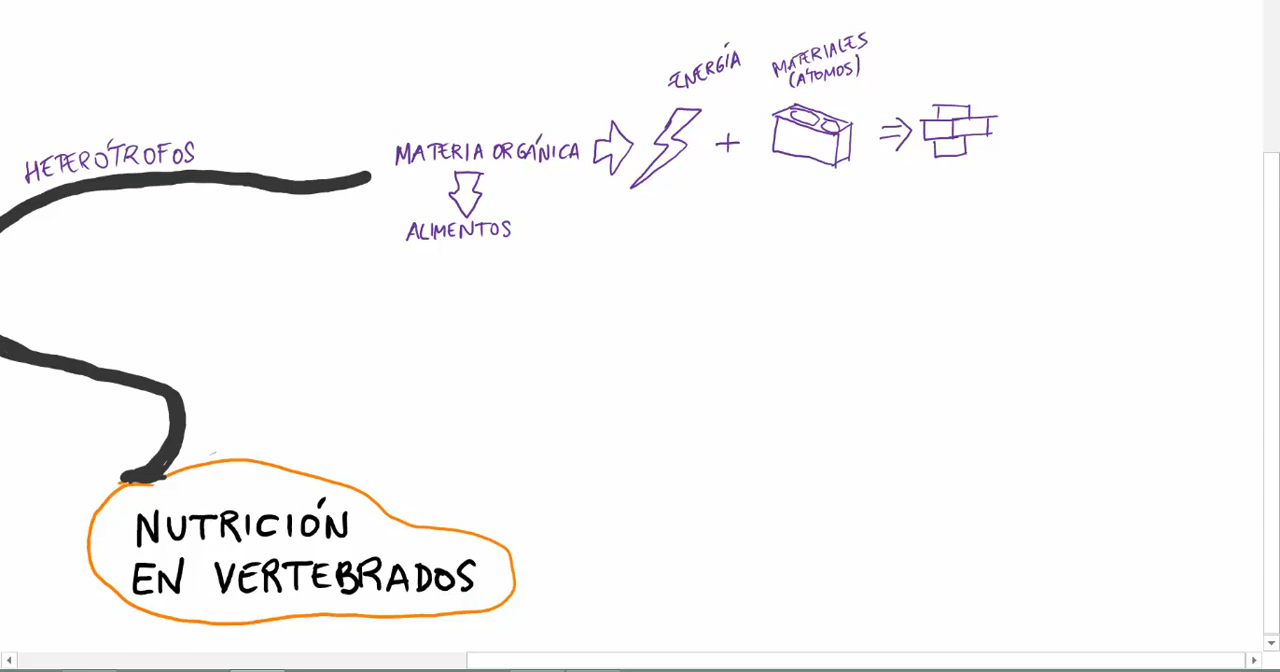 ENERGÍA
MATERIALES
(ÁTOMOS)
HETERÓTROFOS
MATERIA ORGÁNICA
+
ALIMENTOS
NUTRICIÓN
EN VERTEBRADOS